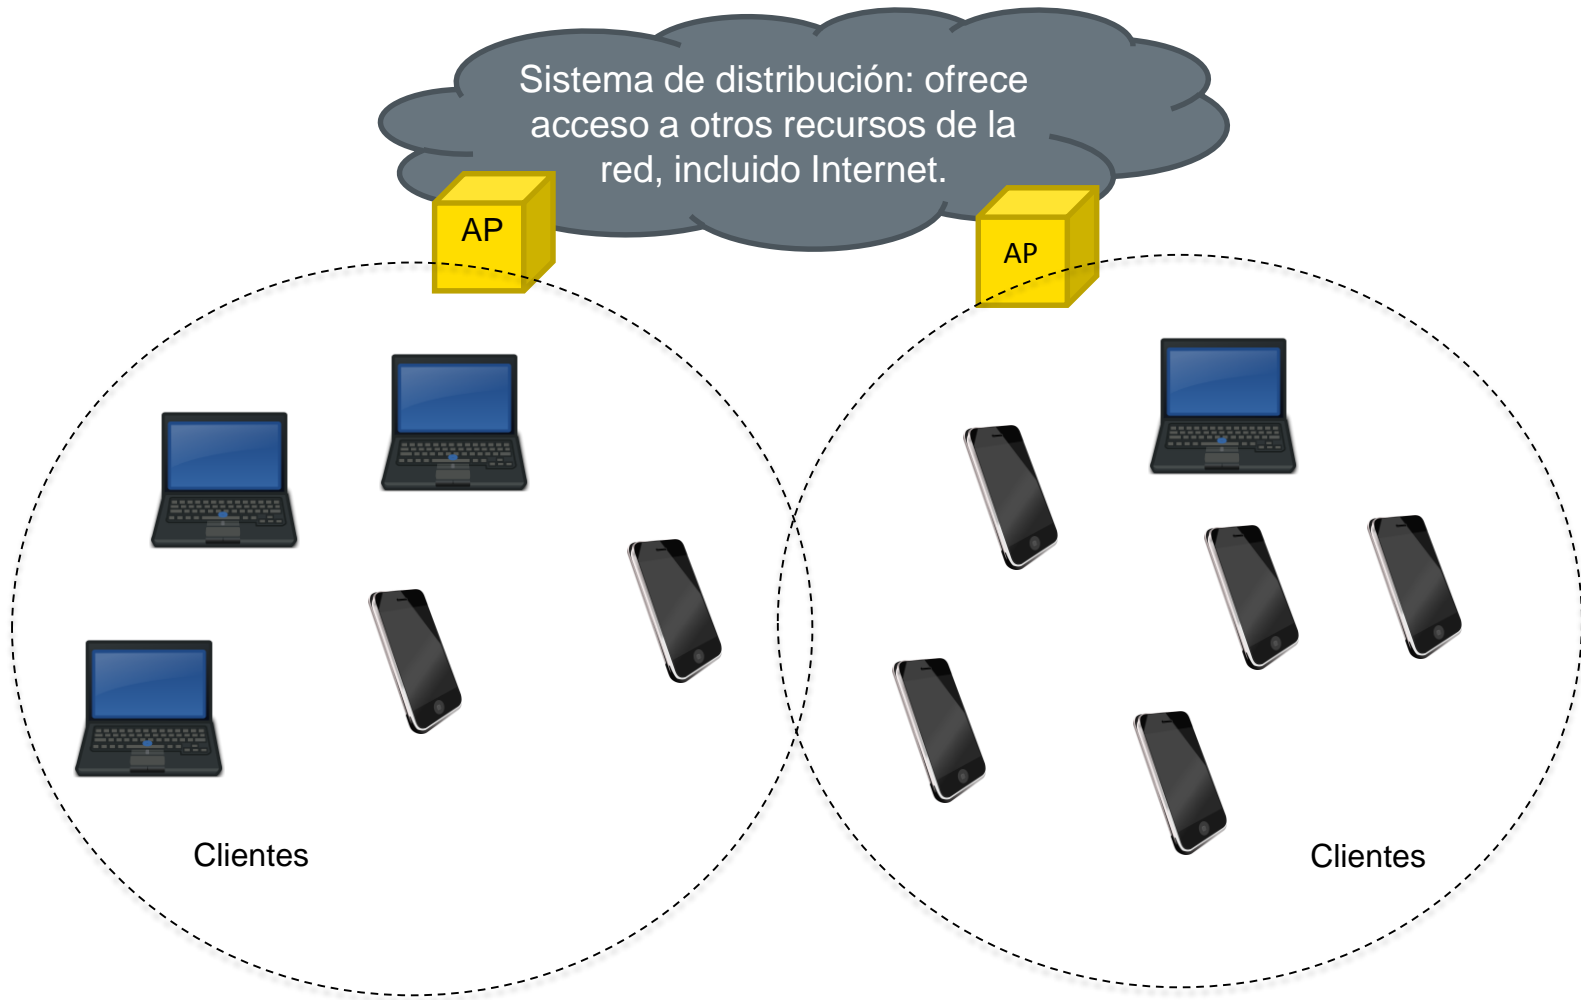 Sistema de distribución: ofrece
acceso a otros recursos de la
red, incluido Internet.
AP
AP
Clientes
Clientes